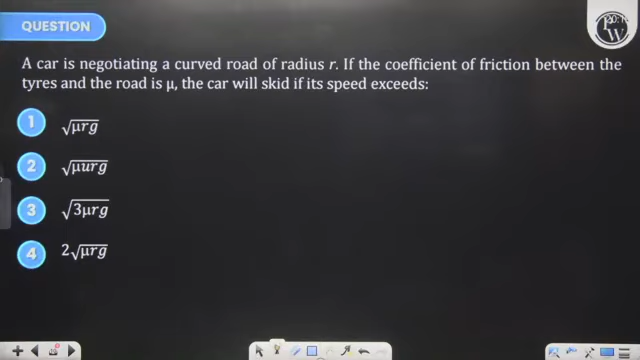 QUESTION
A car is negotiating a curved road of radius r. If the coefficient of friction between the
tyres and the road is μ, the car will skid if its speed exceeds:
1 √μrg
2 √μurg
3 √3μrg
4 2√μrg